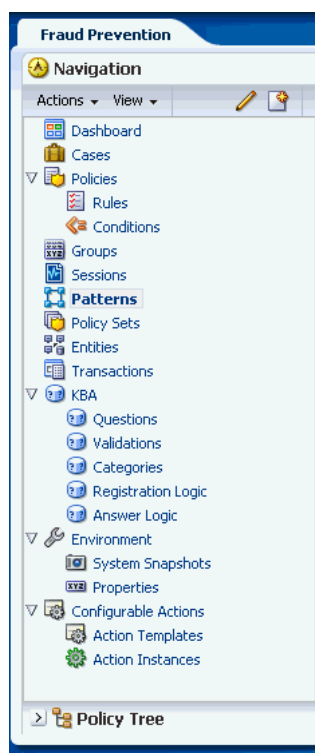 Fraud Prevention
Navigation
Actions View
Dashboard
Cases
Policies
Rules
Conditions
Groups
Sessions
Patterns
Policy Sets
Entities
Transactions
KBA
Questions
Validations
Categories
Registration Logic
Answer Logic
Environment
System Snapshots
Properties
Configurable Actions
Action Templates
Action Instances
Policy Tree